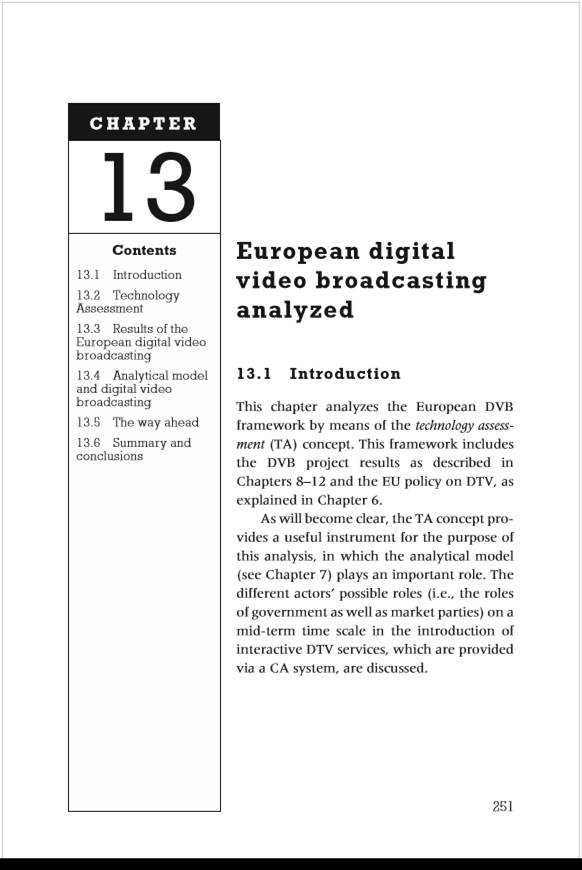 CHAPTER
13
Contents
13.1 Introduction
13.2 Technology
Assessment
13.3 Results of the
European digital video
broadcasting
13.4 Analytical model
and digital video
broadcasting
13.5 The way ahead
13.6 Summary and
conclusions
European digital
video broadcasting
analyzed
13.1 Introduction
This chapter analyzes the European DVB
framework by means of the technology assess-
ment (TA) concept. This framework includes
the DVB project results as described in
Chapters 8–12 and the EU policy on DTV, as
explained in Chapter 6.
As will become clear, the TA concept pro-
vides a useful instrument for the purpose of
this analysis, in which the analytical model
(see Chapter 7) plays an important role. The
different actors' possible roles (i.e., the roles
of government as well as market parties) on a
mid-term time scale in the introduction of
interactive DTV services, which are provided
via a CA system, are discussed.
251